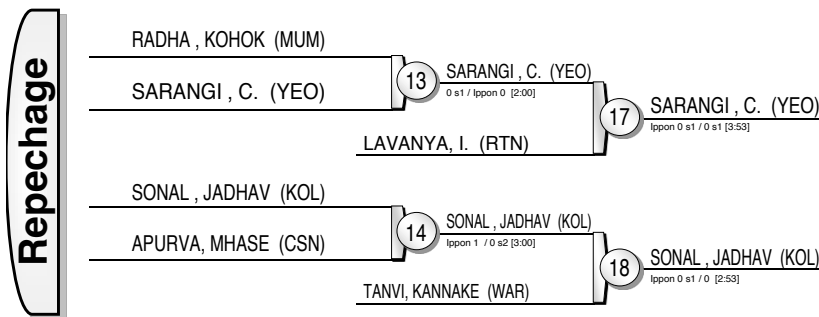 Repechage
RADHA , KOHOK (MUM)
SARANGI , C. (YEO)
13
SARANGI , C. (YEO)
0 s1 / Ippon 0 [2:00]
LAVANYA, I. (RTN)
17
SARANGI , C. (YEO)
Ippon 0 s1 / 0 s1 [3:53]
SONAL , JADHAV (KOL)
APURVA, MHASE (CSN)
14
SONAL , JADHAV (KOL)
Ippon 1 / 0 s2 [3:00]
TANVI, KANNAKE (WAR)
18
SONAL , JADHAV (KOL)
Ippon 0 s1 / 0 [2:53]